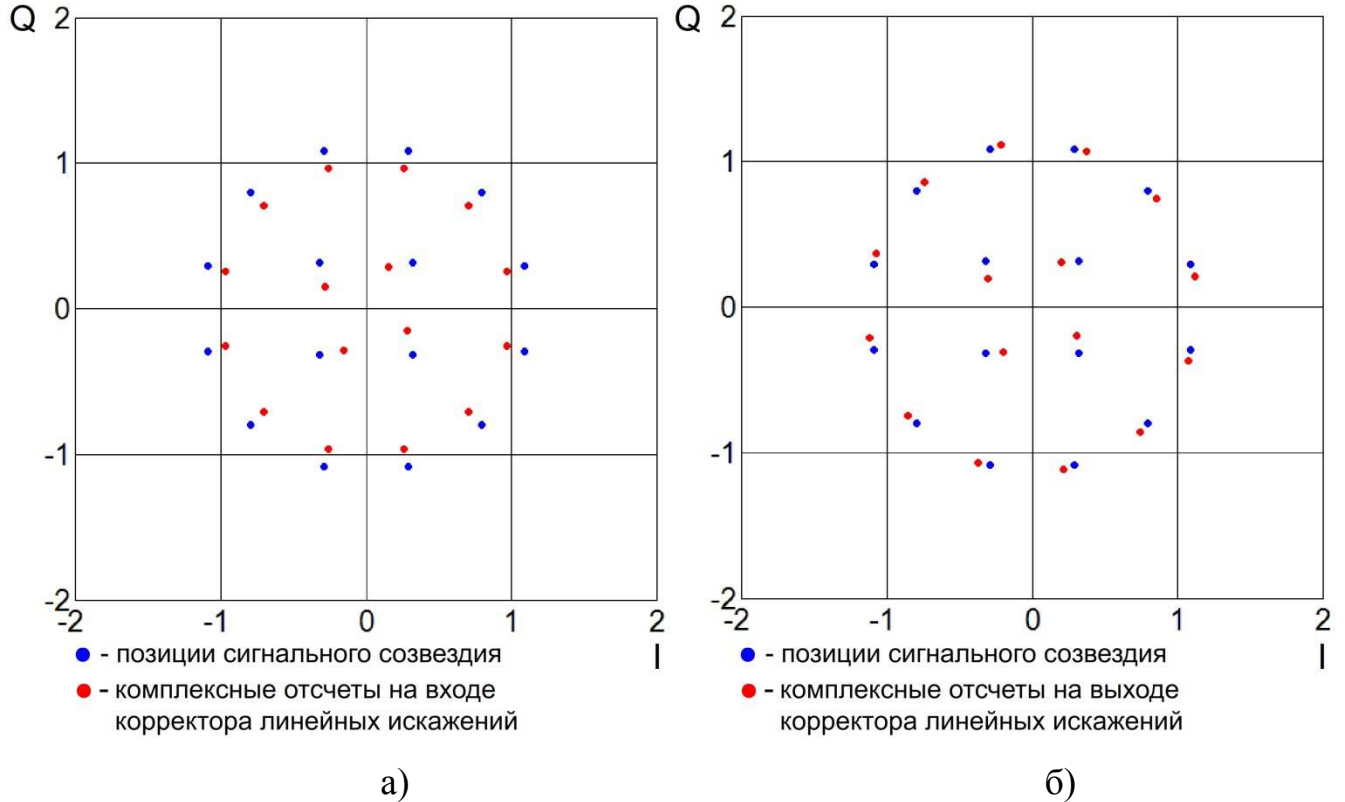 Q
2
1
0
-1
-2
-2
-1
0
1
2
I
- позиции сигнального созвездия
- комплексные отсчеты на входе
корректора линейных искажений
а)
Q
2
1
0
-1
-2
-2
-1
0
1
2
I
- позиции сигнального созвездия
- комплексные отсчеты на выходе
корректора линейных искажений
б)